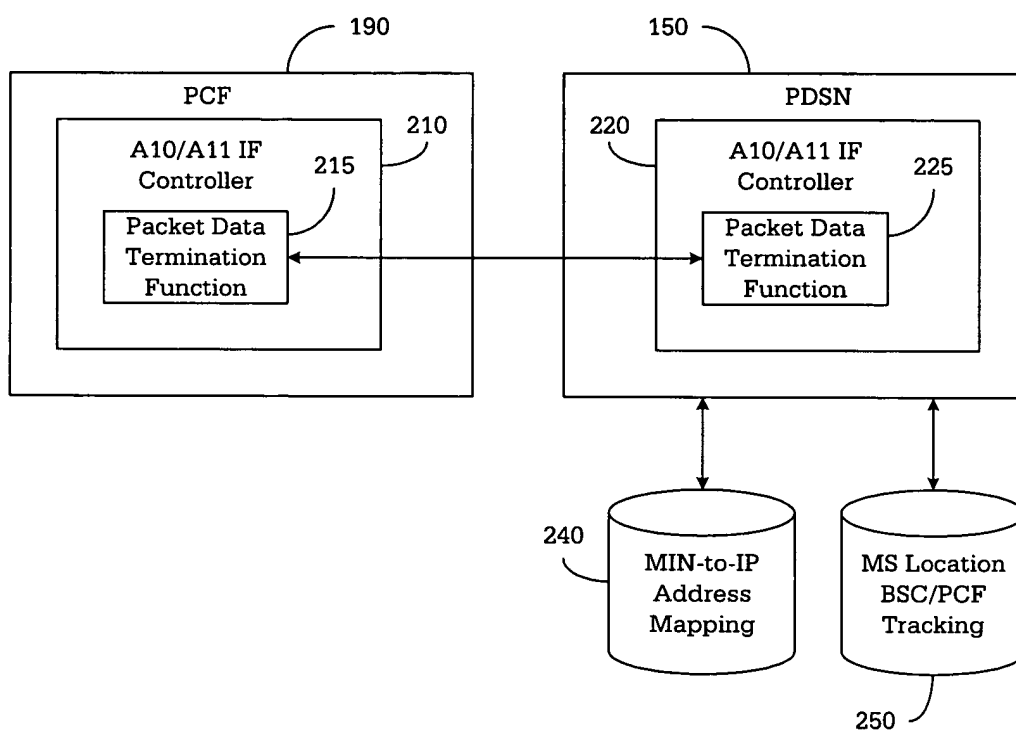 190
150
PCF
PDSN
210
220
A10/A11 IF
Controller
215
A10/A11 IF
Controller
225
Packet Data
Termination
Function
Packet Data
Termination
Function
240
MIN-to-IP
Address
Mapping
MS Location
BSC/PCF
Tracking
250